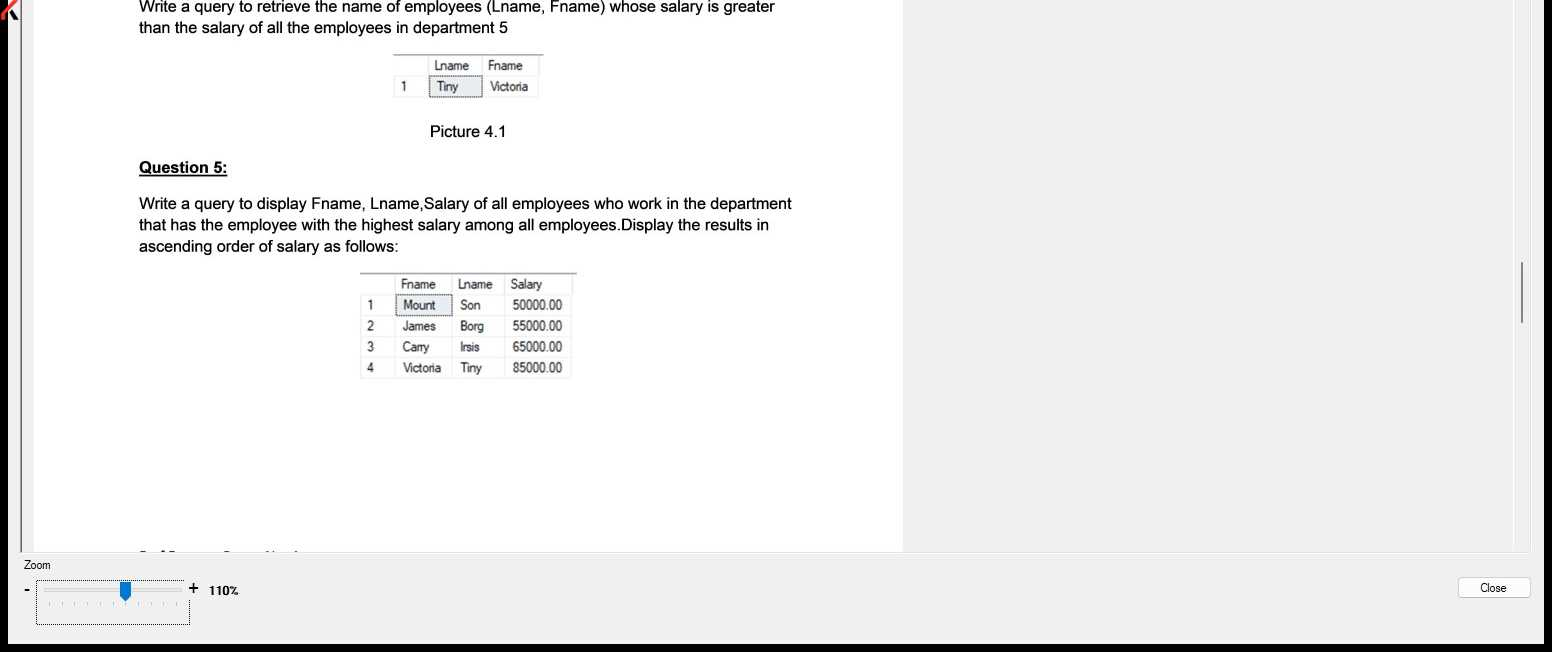 Write a query to retrieve the name of employees (Lname, Fname) whose salary is greater
than the salary of all the employees in department 5
Lname Fname
1 Tiny Victoria
Picture 4.1
Question 5:
Write a query to display Fname, Lname,Salary of all employees who work in the department
that has the employee with the highest salary among all employees.Display the results in
ascending order of salary as follows:
Fname Lname Salary
1 Mount Son 50000.00
2 James Borg 55000.00
3 Carry Irsis 65000.00
4 Victoria Tiny 85000.00
Zoom
- + 110%
Close